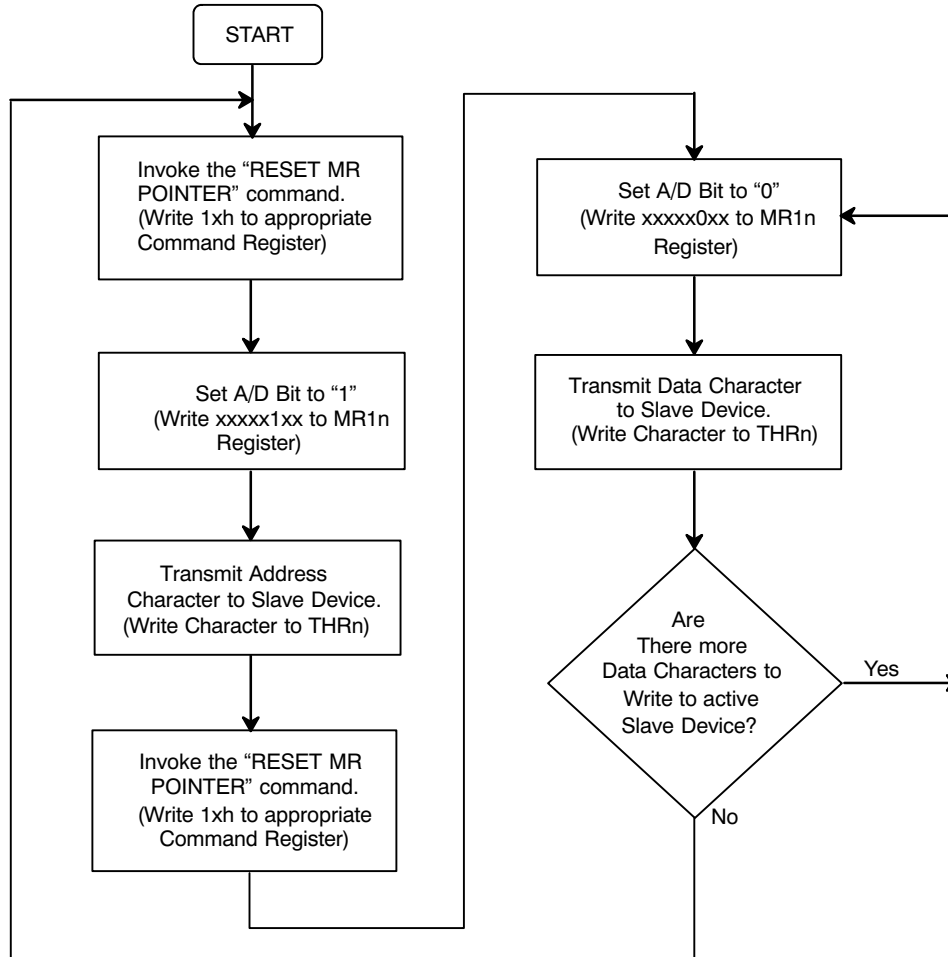 START
Invoke the “RESET MR
POINTER” command.
(Write 1xh to appropriate
Command Register)
Set A/D Bit to “1”
(Write xxxxx1xx to MR1n
Register)
Transmit Address
Character to Slave Device.
(Write Character to THRn)
Invoke the “RESET MR
POINTER” command.
(Write 1xh to appropriate
Command Register)
Set A/D Bit to “0”
(Write xxxxx0xx to MR1n
Register)
Transmit Data Character
to Slave Device.
(Write Character to THRn)
Are
There more
Data Characters to
Write to active
Slave Device?
Yes
No